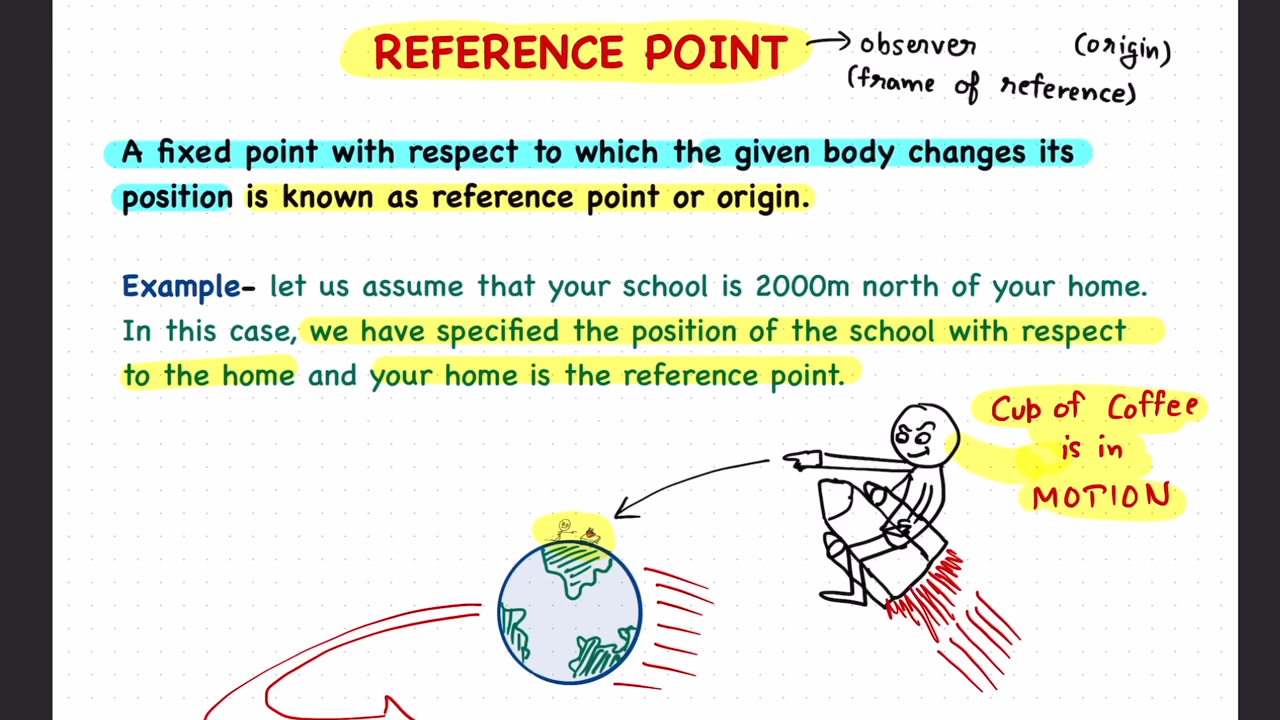 REFERENCE POINT → observer (origin)
(frame of reference)
A fixed point with respect to which the given body changes its
position is known as reference point or origin.
Example- let us assume that your school is 2000m north of your home.
In this case, we have specified the position of the school with respect
to the home and your home is the reference point.
Cup of Coffee
is in
MOTION